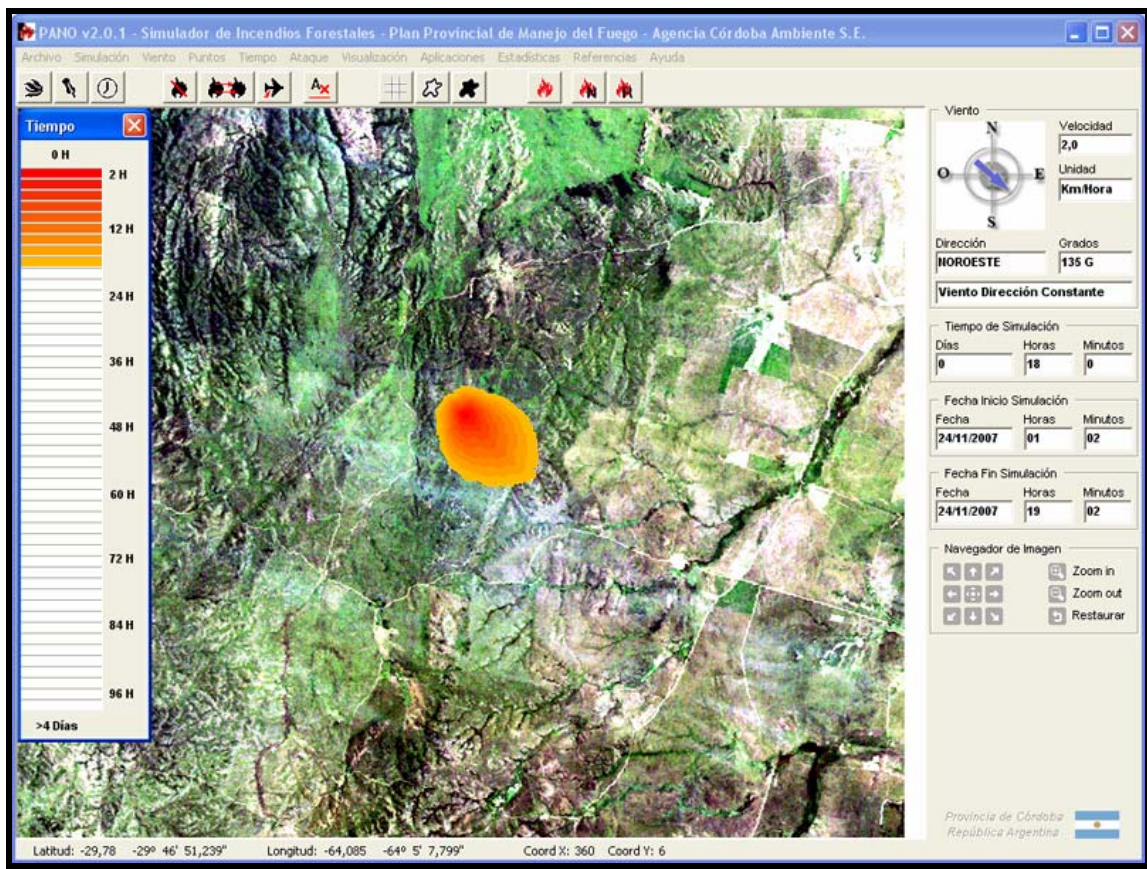 PANO v2.0.1 - Simulador de Incendios Forestales - Plan Provincial de Manejo del Fuego - Agencia Córdoba Ambiente S.E.
Archivo Simulación Viento Puntos Tiempo Ataque Visualización Aplicaciones Estadísticas Referencias Ayuda
A
N
R
Tiempo
0 H
2 H
12 H
24 H
36 H
48 H
60 H
72 H
84 H
96 H
>4 Días
Viento
N
O
E
S
Velocidad
2,0
Unidad
Km/Hora
Dirección Grados
NOROESTE 135 G
Viento Dirección Constante
Tiempo de Simulación
Días Horas Minutos
0 18 0
Fecha Inicio Simulación
Fecha Horas Minutos
24/11/2007 01 02
Fecha Fin Simulación
Fecha Horas Minutos
24/11/2007 19 02
Navegador de Imagen
Zoom in
Zoom out
Restaurar
Provincia de Córdoba
República Argentina
Latitud: -29,78 -29º 46' 51,239" Longitud: -64,085 -64º 5' 7,799" Coord X: 360 Coord Y: 6